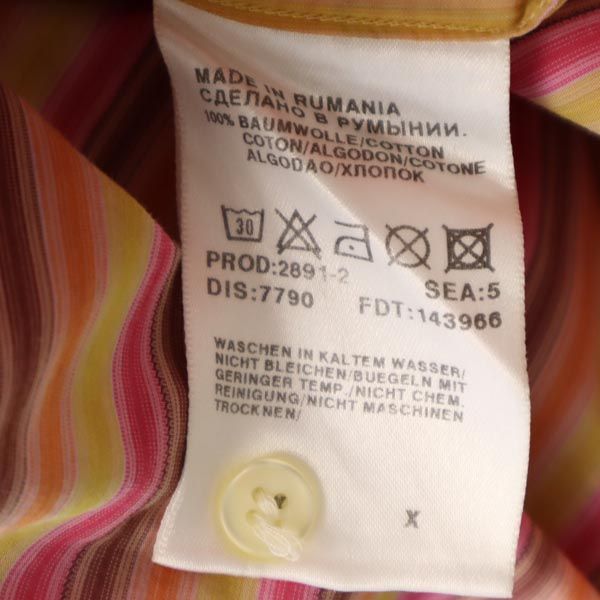 MADE IN RUMANIA
СДЕЛАНО В РУМЫНИИ.
100% BAUMWOLLE/COTTON
COTON/ALGODON/COTONE
ALGODAO/ХЛОПОК
30
PROD:2891-2 SEA:5
DIS:7790 FDT:143966
WASCHEN IN KALTEM WASSER/
NICHT BLEICHEN/BUEGELN MIT
GERINGER TEMP./NICHT CHEM.
REINIGUNG/NICHT MASCHINEN
TROCKNEN/
X